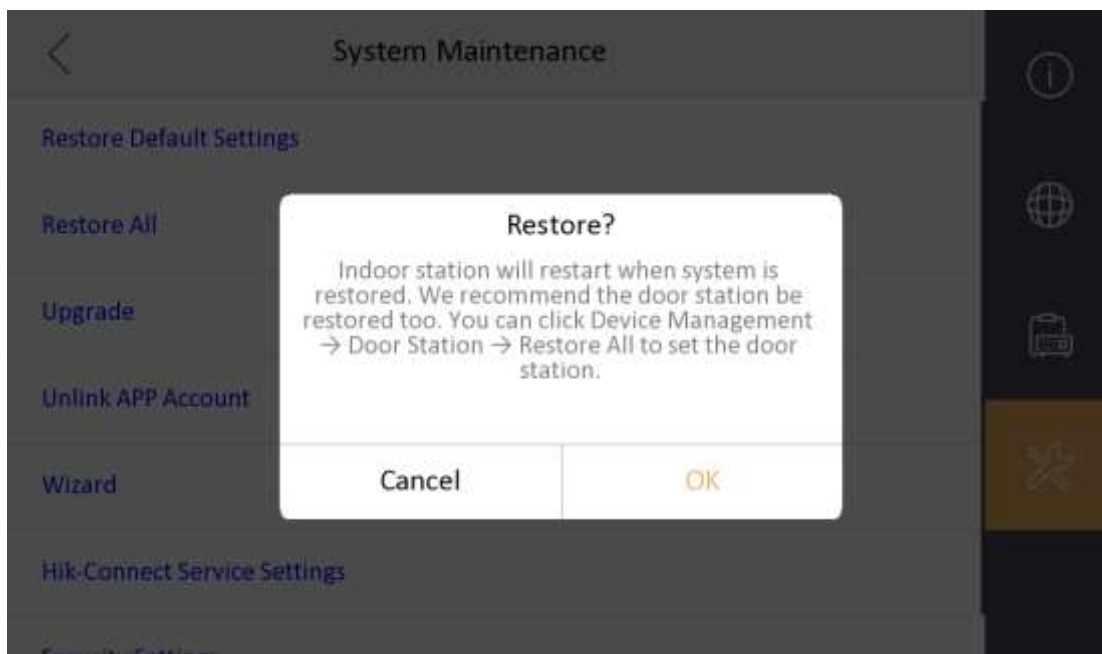 System Maintenance
Restore Default Settings
Restore All
Restore?
Indoor station will restart when system is
restored. We recommend the door station be
restored too. You can click Device Management
→ Door Station → Restore All to set the door
station.
Upgrade
Unlink APP Account
Cancel
OK
Wizard
Hik-Connect Service Settings